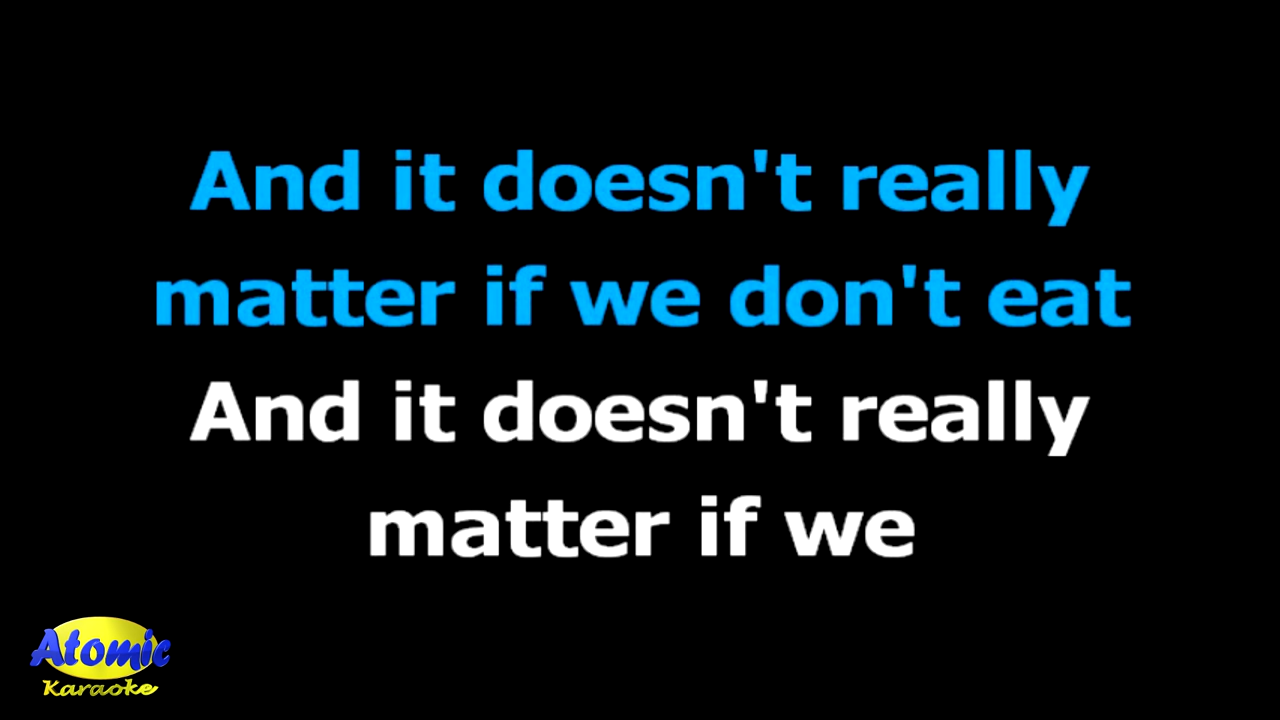 And it doesn't really
matter if we don't eat
And it doesn't really
matter if we
Atomic
Karaoke